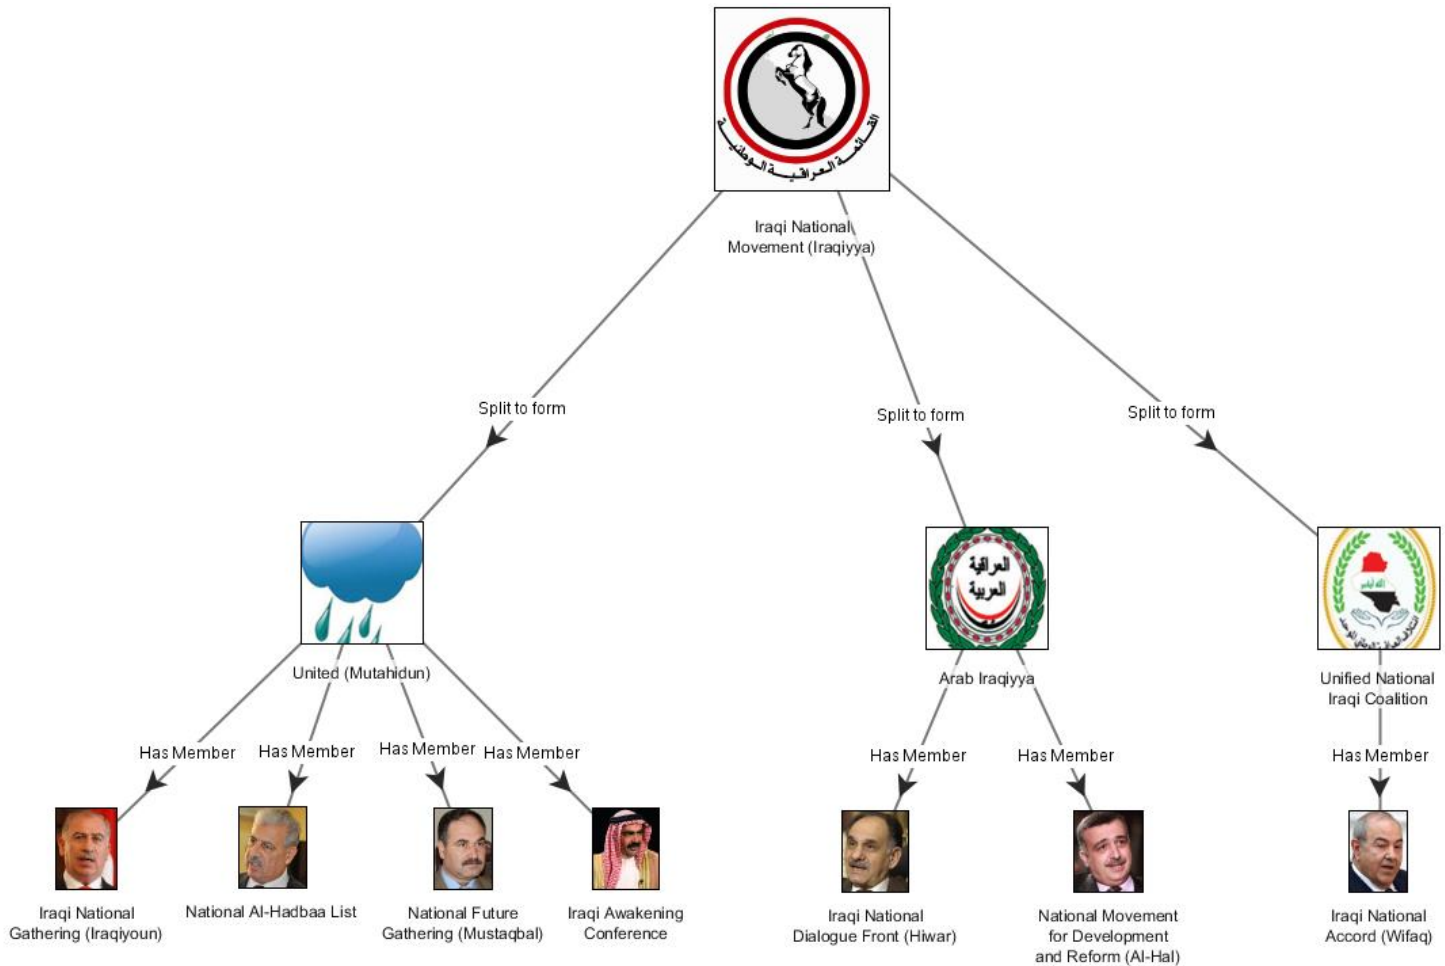 القائمة العراقية الوطنية
Iraqi National
Movement (Iraqiyya)
Split to form
Split to form
Split to form
العراقية
العربية
United (Mutahidun)
Arab Iraqiyya
Unified National
Iraqi Coalition
Has Member
Has Member
Has Member
Has Member
Has Member
Has Member
Has Member
Iraqi National
Gathering (Iraqiyoun)
National Al-Hadbaa List
National Future
Gathering (Mustaqbal)
Iraqi Awakening
Conference
Iraqi National
Dialogue Front (Hiwar)
National Movement
for Development
and Reform (Al-Hal)
Iraqi National
Accord (Wifaq)